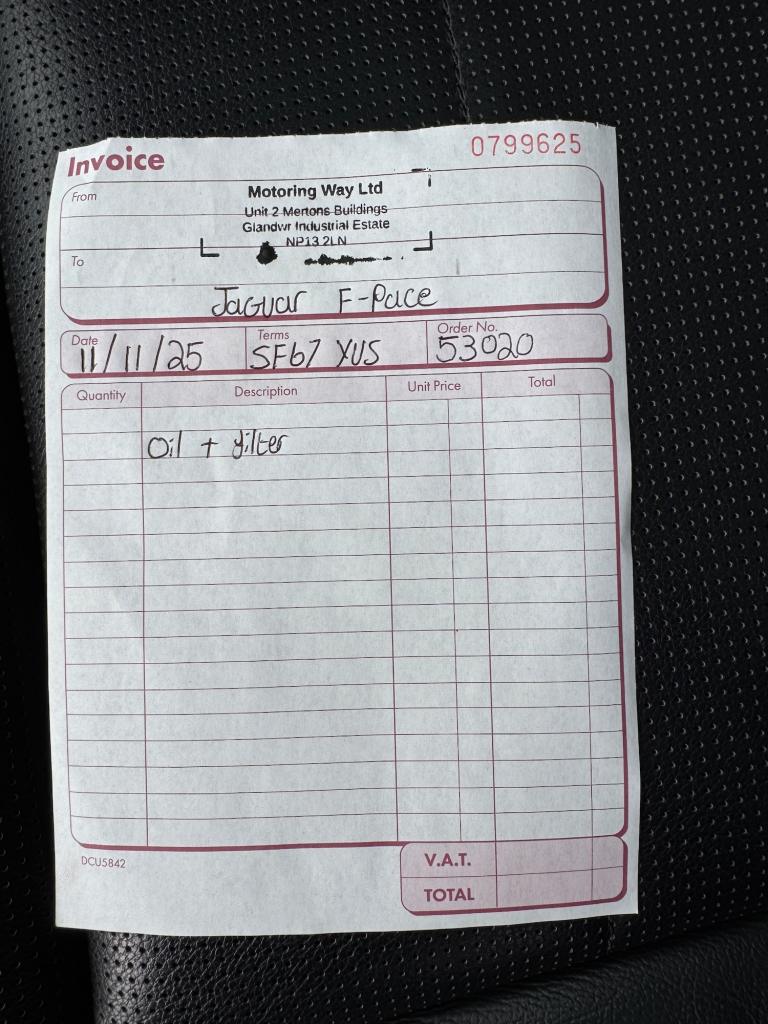 Invoice
0799625
From
Motoring Way Ltd
Unit 2 Mertons Buildings
Glandwr Industrial Estate
NP13 2LN
To
Jaguar F-Pace
Date 11/11/25 Terms SF67 XUS Order No. 53020
Quantity Description Unit Price Total
Oil + filter
DCU5842
V.A.T.
TOTAL